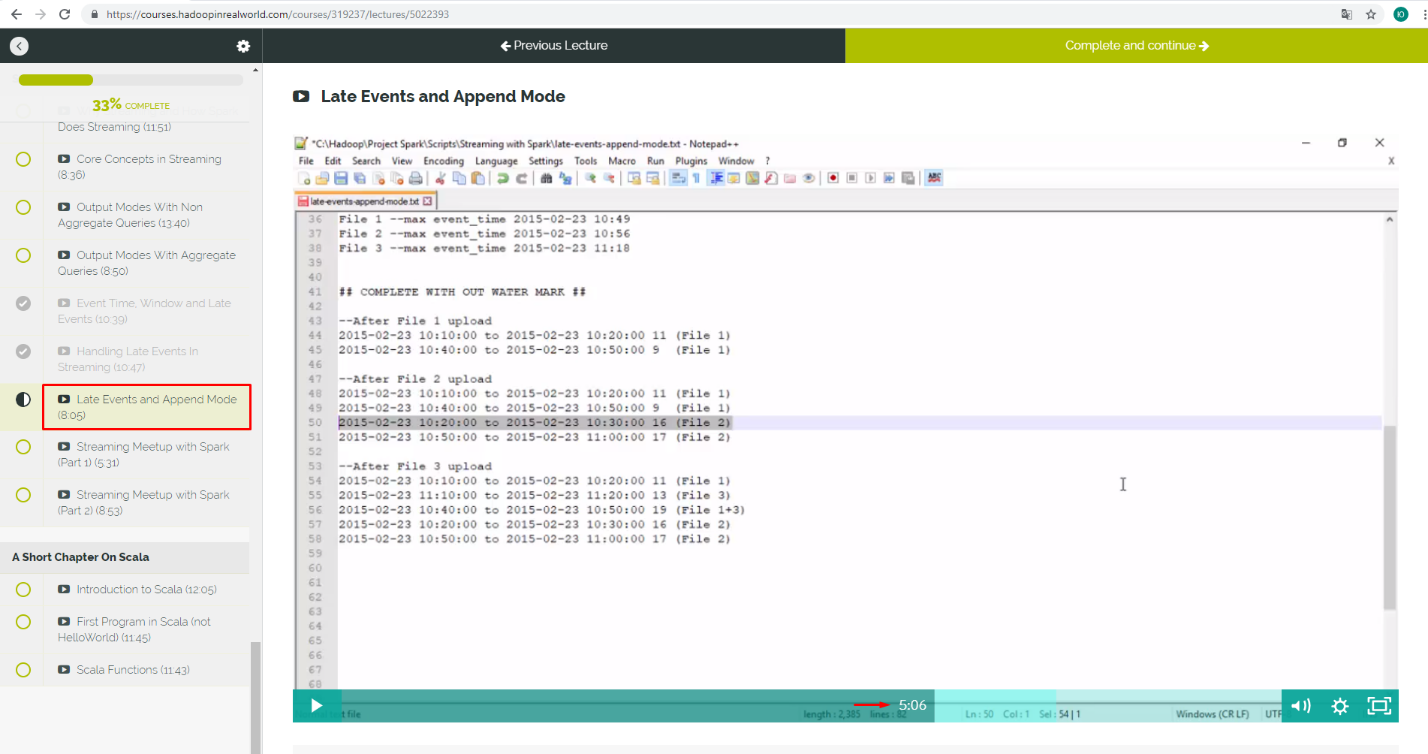 https://courses.hadoopinrealworld.com/courses/319237/lectures/5022393
Previous Lecture
Complete and continue
33% COMPLETE
Does Streaming (11:51)
Core Concepts in Streaming
(8:36)
Output Modes With Non
Aggregate Queries (13:40)
Output Modes With Aggregate
Queries (8:50)
Event Time, Window and Late
Events (10:39)
Handling Late Events In
Streaming (10:47)
Late Events and Append Mode
(8:05)
Streaming Meetup with Spark
(Part 1) (5:31)
Streaming Meetup with Spark
(Part 2) (8:53)
A Short Chapter On Scala
Introduction to Scala (12:05)
First Program in Scala (not
HelloWorld) (11:45)
Scala Functions (11:43)
Late Events and Append Mode
*C:\Hadoop\Project Spark\Scripts\Streaming with Spark\late-events-append-mode.txt - Notepad++
File Edit Search View Encoding Language Settings Tools Macro Run Plugins Window ?
X
late-events-append-mode.txt
36 File 1 --max event_time 2015-02-23 10:49
37 File 2 --max event_time 2015-02-23 10:56
38 File 3 --max event_time 2015-02-23 11:18
39
40
41 ## COMPLETE WITH OUT WATER MARK ##
42
43 --After File 1 upload
44 2015-02-23 10:10:00 to 2015-02-23 10:20:00 11 (File 1)
45 2015-02-23 10:40:00 to 2015-02-23 10:50:00 9 (File 1)
46
47 --After File 2 upload
48 2015-02-23 10:10:00 to 2015-02-23 10:20:00 11 (File 1)
49 2015-02-23 10:40:00 to 2015-02-23 10:50:00 9 (File 1)
50 2015-02-23 10:20:00 to 2015-02-23 10:30:00 16 (File 2)
51 2015-02-23 10:50:00 to 2015-02-23 11:00:00 17 (File 2)
52
53 --After File 3 upload
54 2015-02-23 10:10:00 to 2015-02-23 10:20:00 11 (File 1)
55 2015-02-23 11:10:00 to 2015-02-23 11:20:00 13 (File 3)
56 2015-02-23 10:40:00 to 2015-02-23 10:50:00 19 (File 1+3)
57 2015-02-23 10:20:00 to 2015-02-23 10:30:00 16 (File 2)
58 2015-02-23 10:50:00 to 2015-02-23 11:00:00 17 (File 2)
59
60
61
62
63
64
65
66
67
68
5:06
text file length : 2,385 lines : 82 Ln : 50 Col : 1 Sel : 54 | 1 Windows (CR LF) UTF